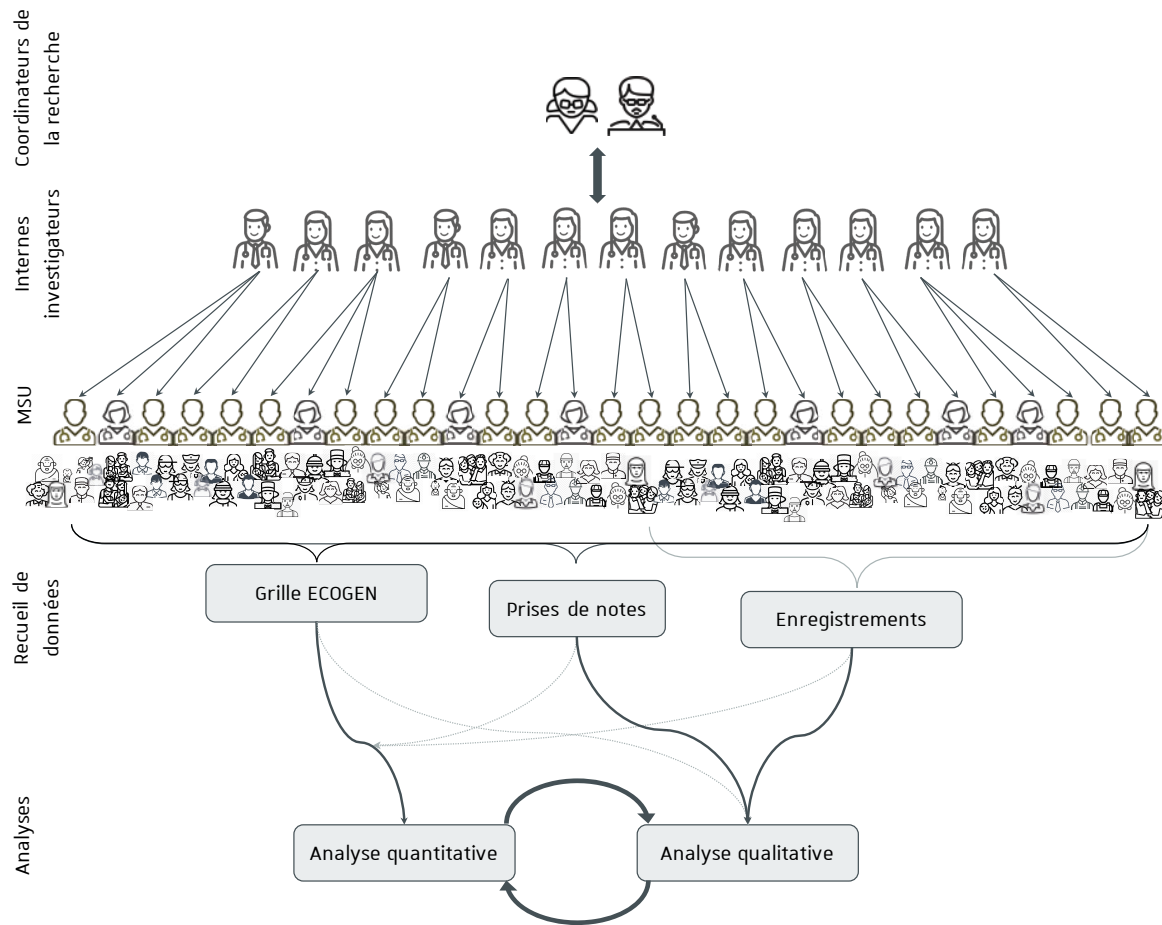 Coordinateurs de
la recherche
Internes
investigateurs
MSU
Recueil de
données
Grille ECOGEN
Prises de notes
Enregistrements
Analyses
Analyse quantitative
Analyse qualitative